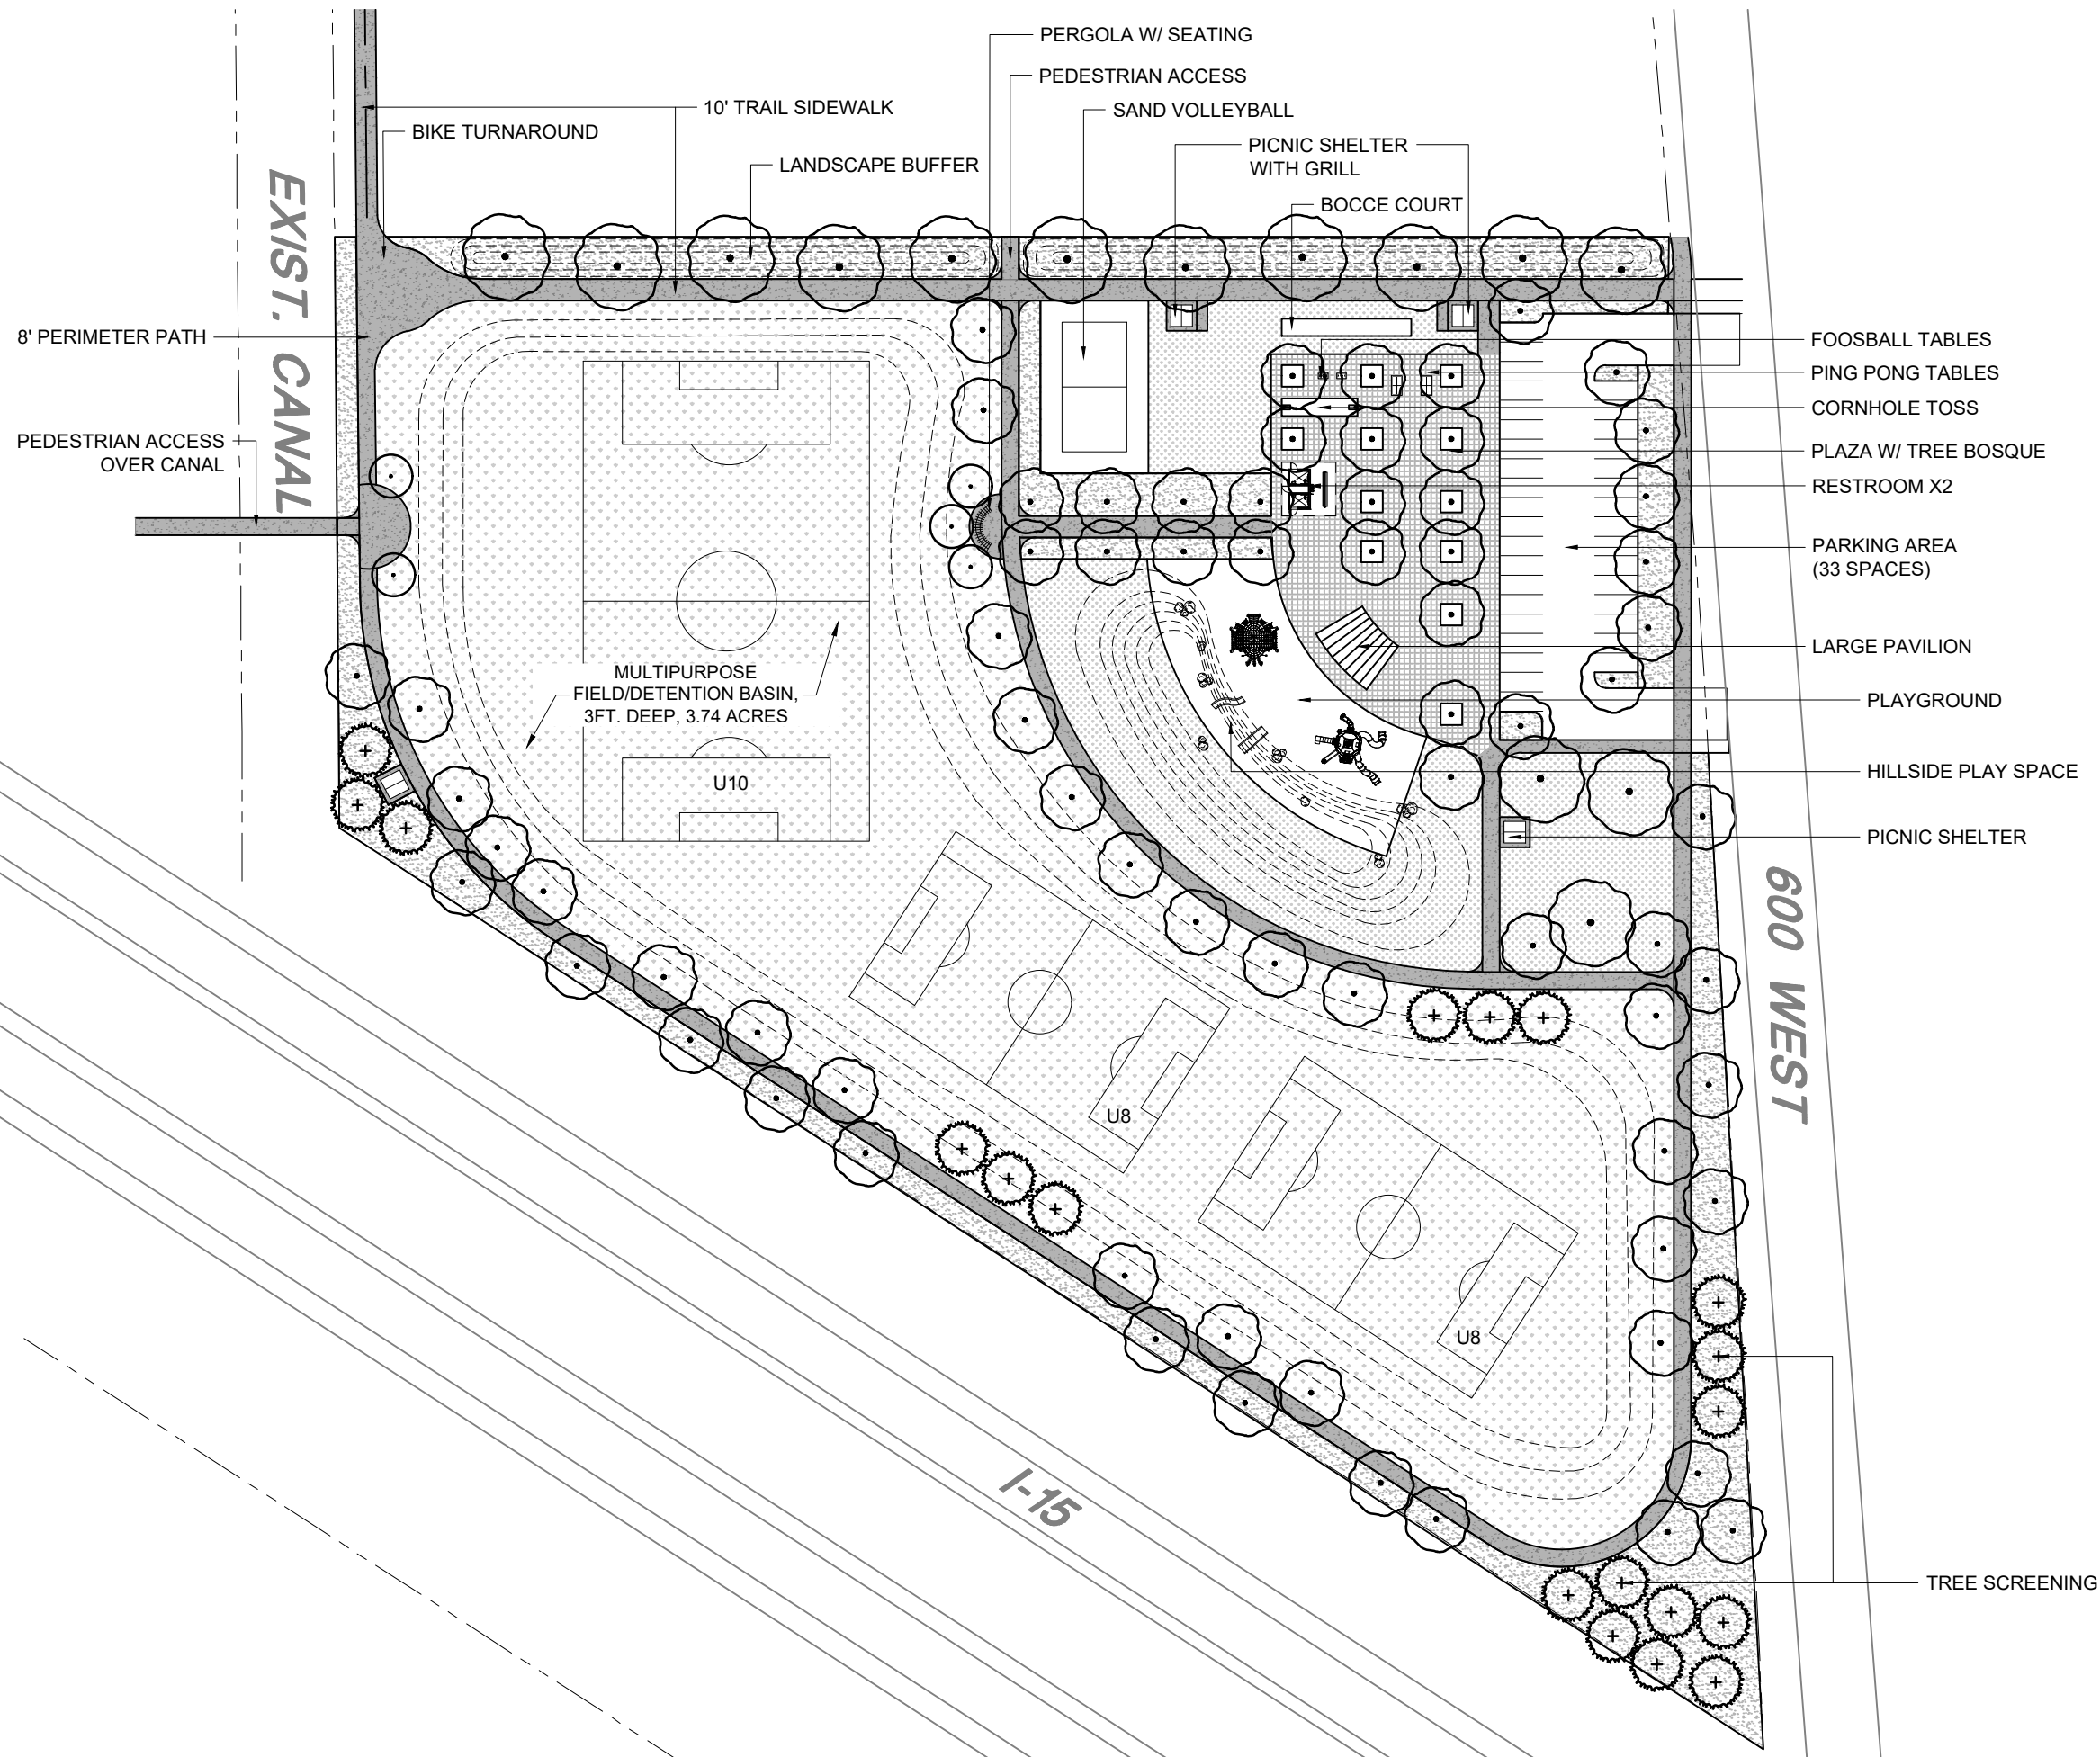 PERGOLA W/ SEATING
PEDESTRIAN ACCESS
10' TRAIL SIDEWALK
SAND VOLLEYBALL
BIKE TURNAROUND
PICNIC SHELTER
WITH GRILL
LANDSCAPE BUFFER
BOCCE COURT
EXIST. CANAL
8' PERIMETER PATH
FOOSBALL TABLES
PING PONG TABLES
CORNHOLE TOSS
PEDESTRIAN ACCESS
OVER CANAL
PLAZA W/ TREE BOSQUE
RESTROOM X2
PARKING AREA
(33 SPACES)
LARGE PAVILION
MULTIPURPOSE
FIELD/DETENTION BASIN,
3FT. DEEP, 3.74 ACRES
PLAYGROUND
HILLSIDE PLAY SPACE
U10
PICNIC SHELTER
600 WEST
U8
U8
I-15
TREE SCREENING